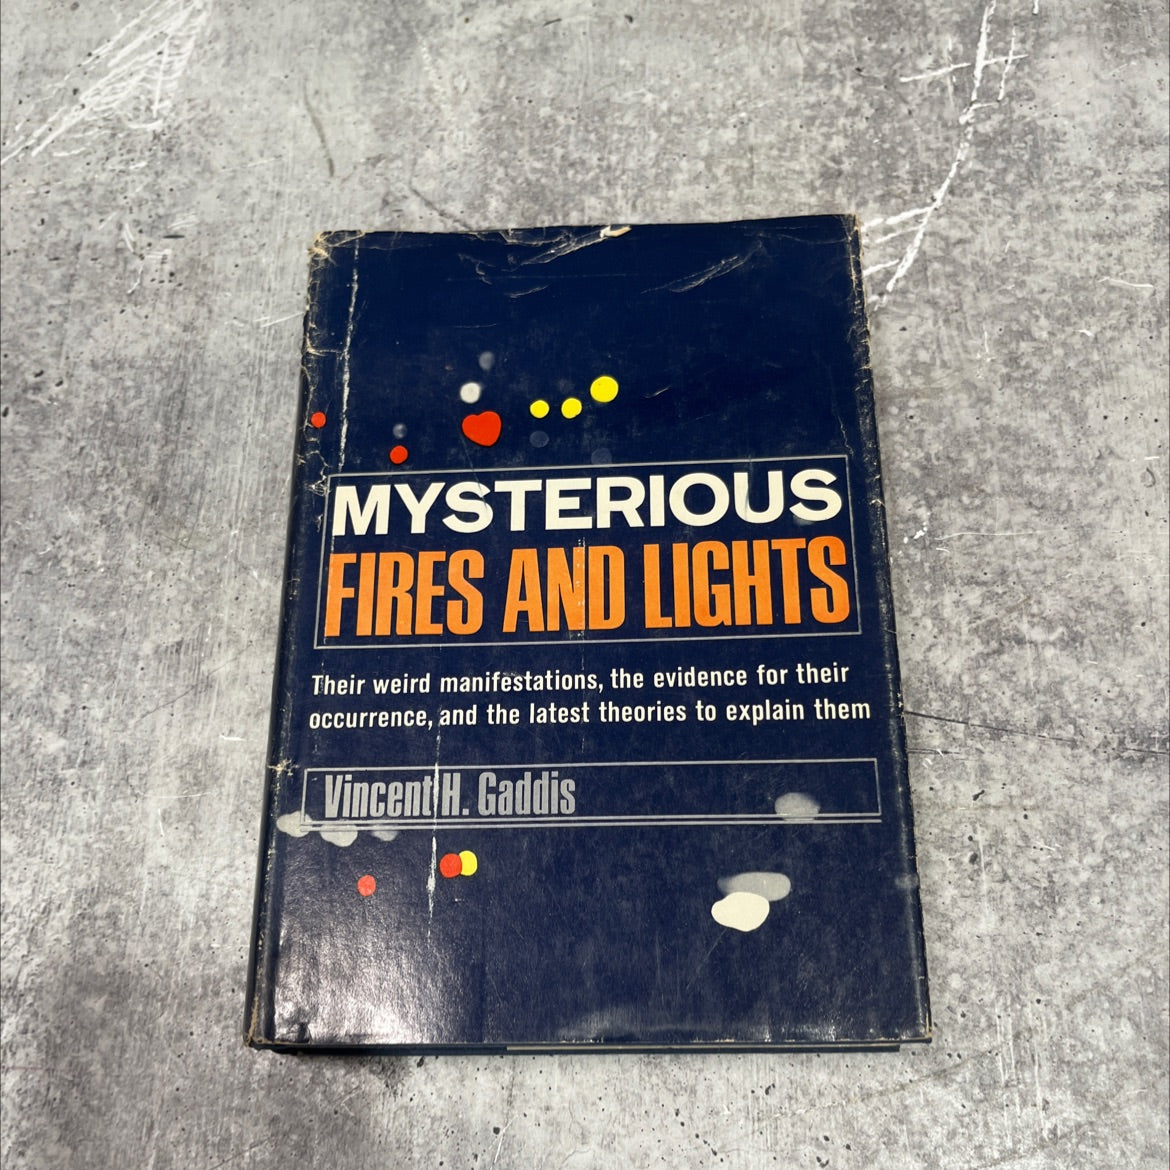 MYSTERIOUS
FIRES AND LIGHTS
Their weird manifestations, the evidence for their
occurrence, and the latest theories to explain them
Vincent H. Gaddis